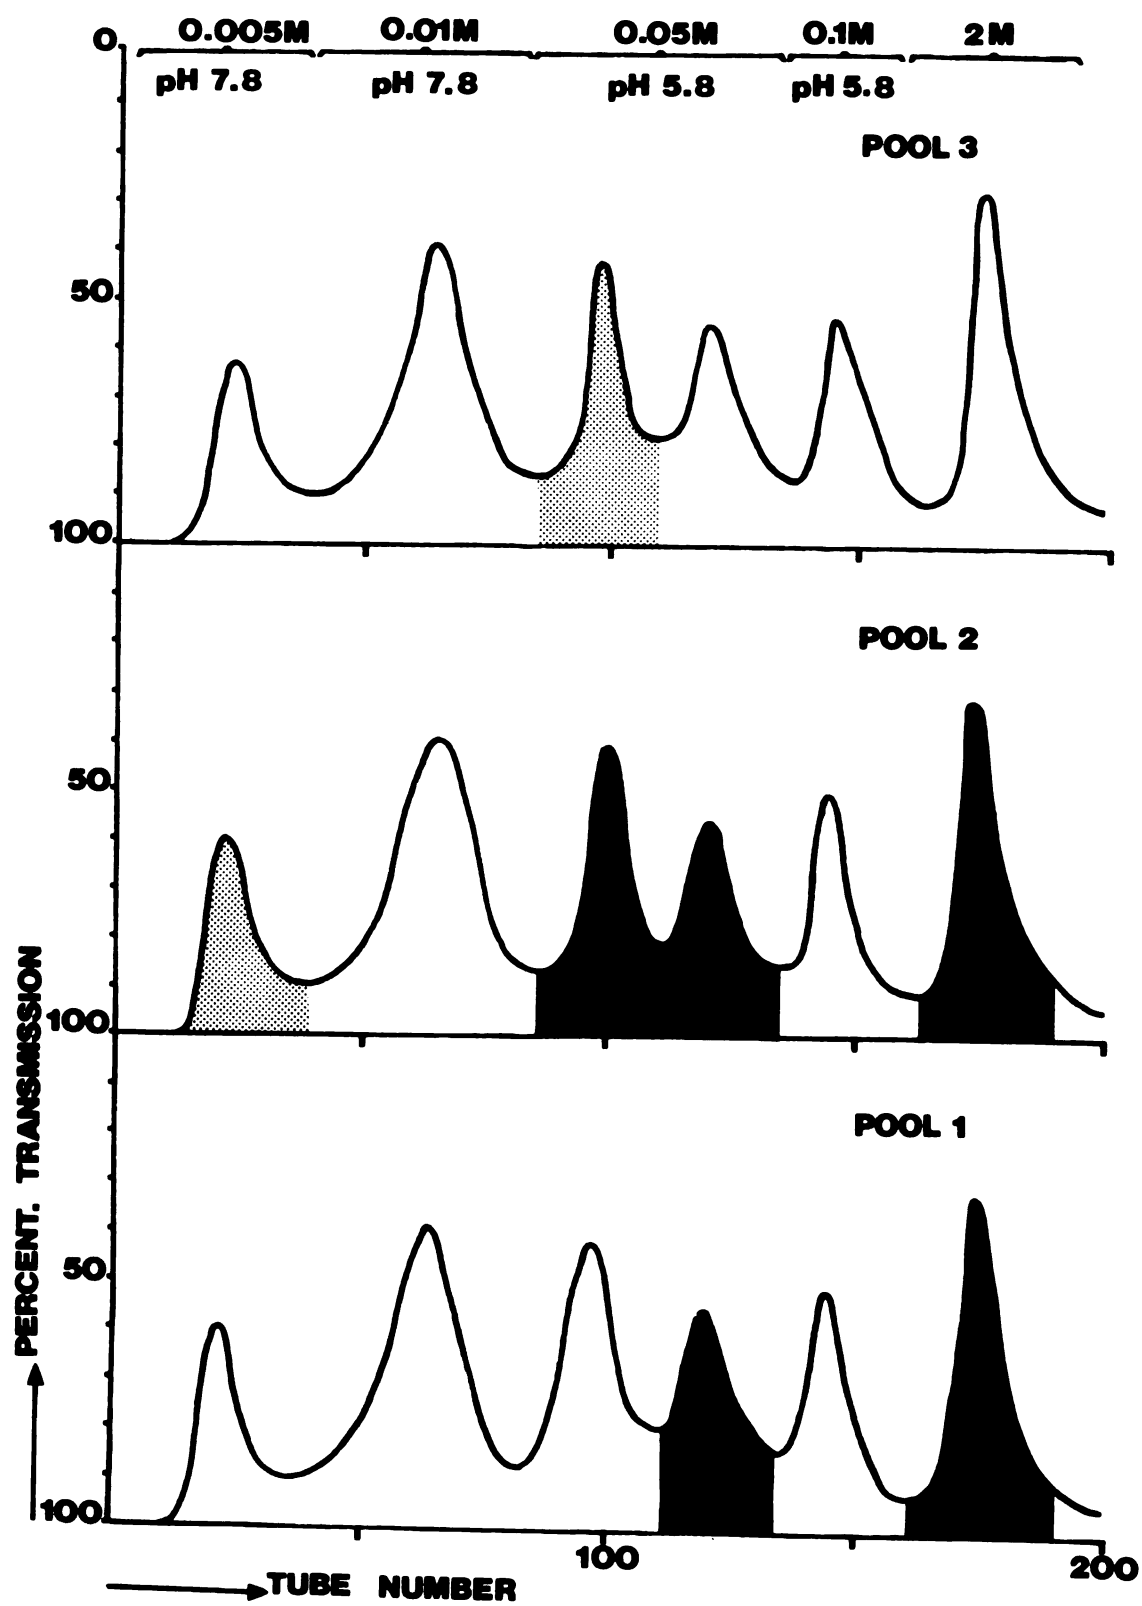 0.005M 0.01M 0.05M 0.1M 2M
0.
pH 7.8 pH 7.8 pH 5.8 pH 5.8
POOL 3
50.
100.
POOL 2
50.
100.
POOL 1
50.
100.
100
200
PERCENT. TRANSMISSION
TUBE NUMBER